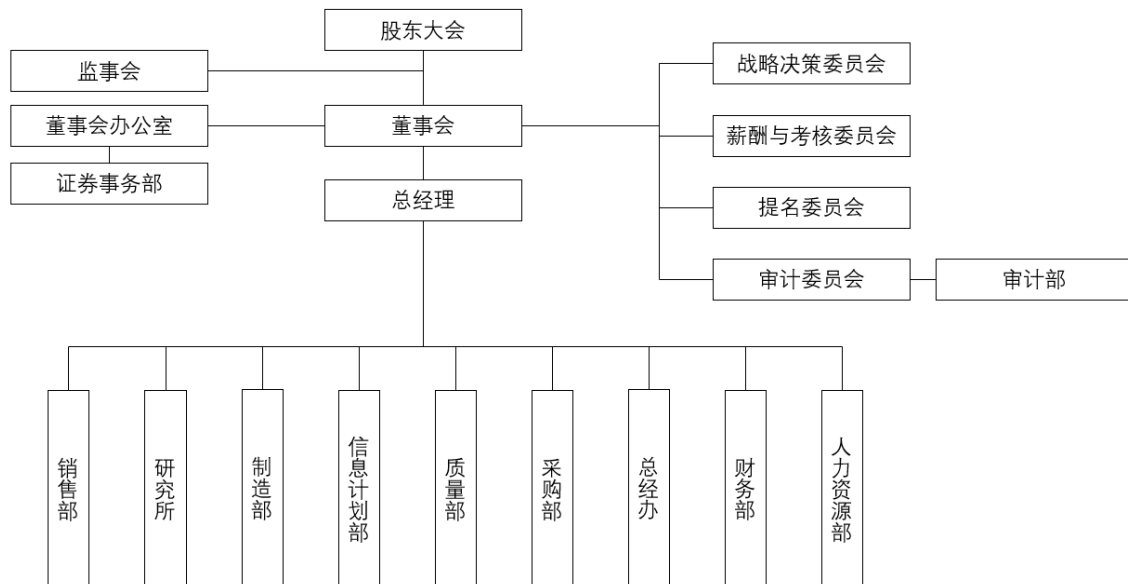 股东大会
监事会
战略决策委员会
董事会办公室
董事会
薪酬与考核委员会
证券事务部
总经理
提名委员会
审计委员会
审计部
销售部
研究所
制造部
信息计划部
质量部
采购部
总经办
财务部
人力资源部